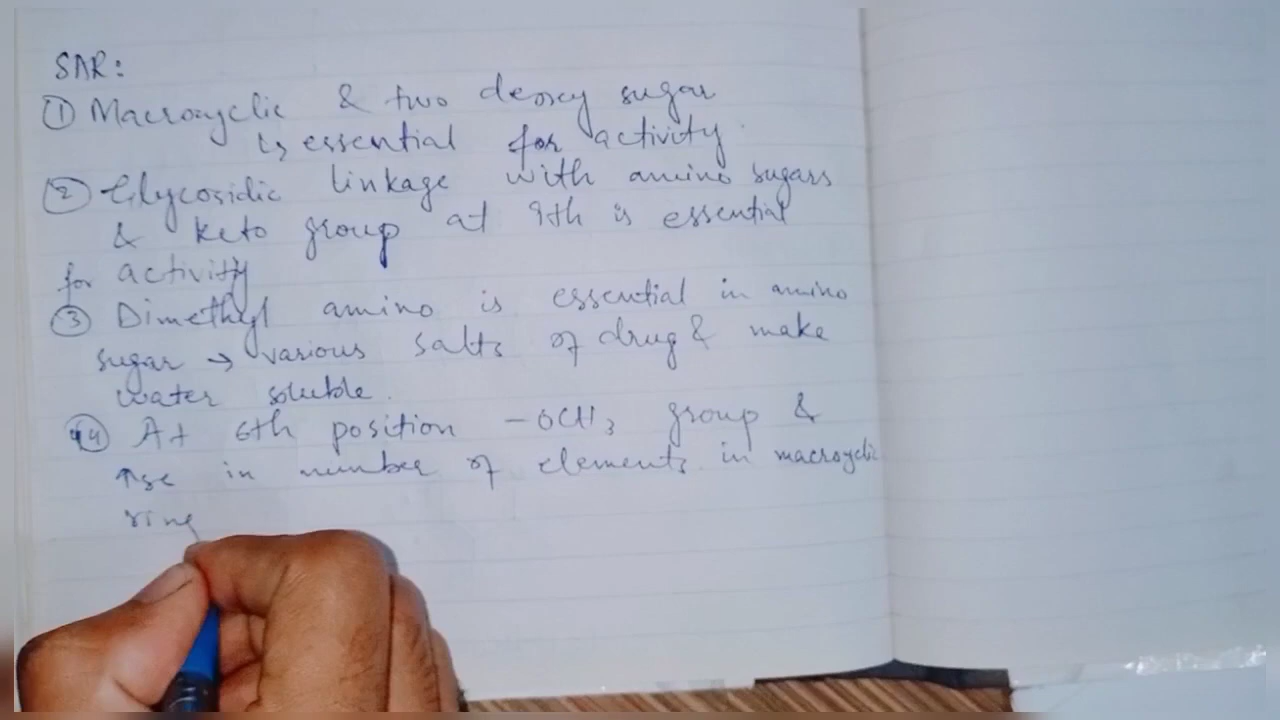 SAR:
① Macrocyclic & two deoxy sugar
is essential for activity.
② Glycosidic linkage with amino sugars
& keto group at 9th is essential
for activity
③ Dimethyl amino is essential in amino
sugar → various salts of drug & make
water soluble.
④ At 6th position -OCH3 group &
↑se in number of elements in macrocyclic
ring